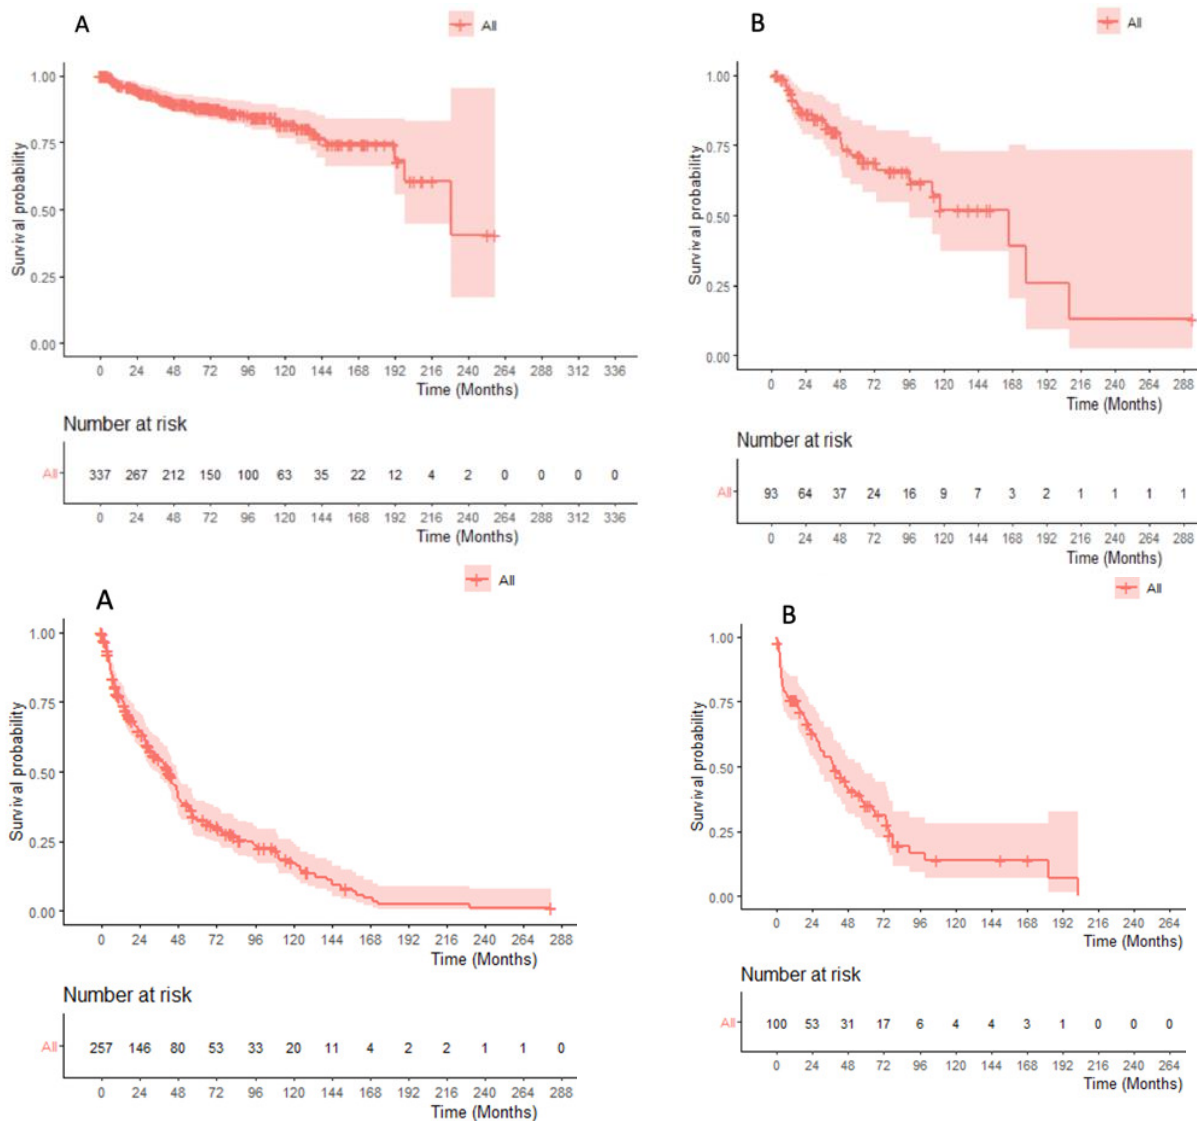 A
All
Survival probability
1.00
0.75
0.50
0.25
0.00
0 24 48 72 96 120 144 168 192 216 240 264 288 312 336
Time (Months)
Number at risk
All 337 267 212 150 100 63 35 22 12 4 2 0 0 0 0
0 24 48 72 96 120 144 168 192 216 240 264 288 312 336
Time (Months)
B
All
Survival probability
1.00
0.75
0.50
0.25
0.00
0 24 48 72 96 120 144 168 192 216 240 264 288
Time (Months)
Number at risk
All 93 64 37 24 16 9 7 3 2 1 1 1 1
0 24 48 72 96 120 144 168 192 216 240 264 288
Time (Months)
A
All
Survival probability
1.00
0.75
0.50
0.25
0.00
0 24 48 72 96 120 144 168 192 216 240 264 288
Time (Months)
Number at risk
All 257 146 80 53 33 20 11 4 2 2 1 1 0
0 24 48 72 96 120 144 168 192 216 240 264 288
Time (Months)
B
All
Survival probability
1.00
0.75
0.50
0.25
0.00
0 24 48 72 96 120 144 168 192 216 240 264
Time (Months)
Number at risk
All 100 53 31 17 6 4 4 3 1 0 0 0
0 24 48 72 96 120 144 168 192 216 240 264
Time (Months)